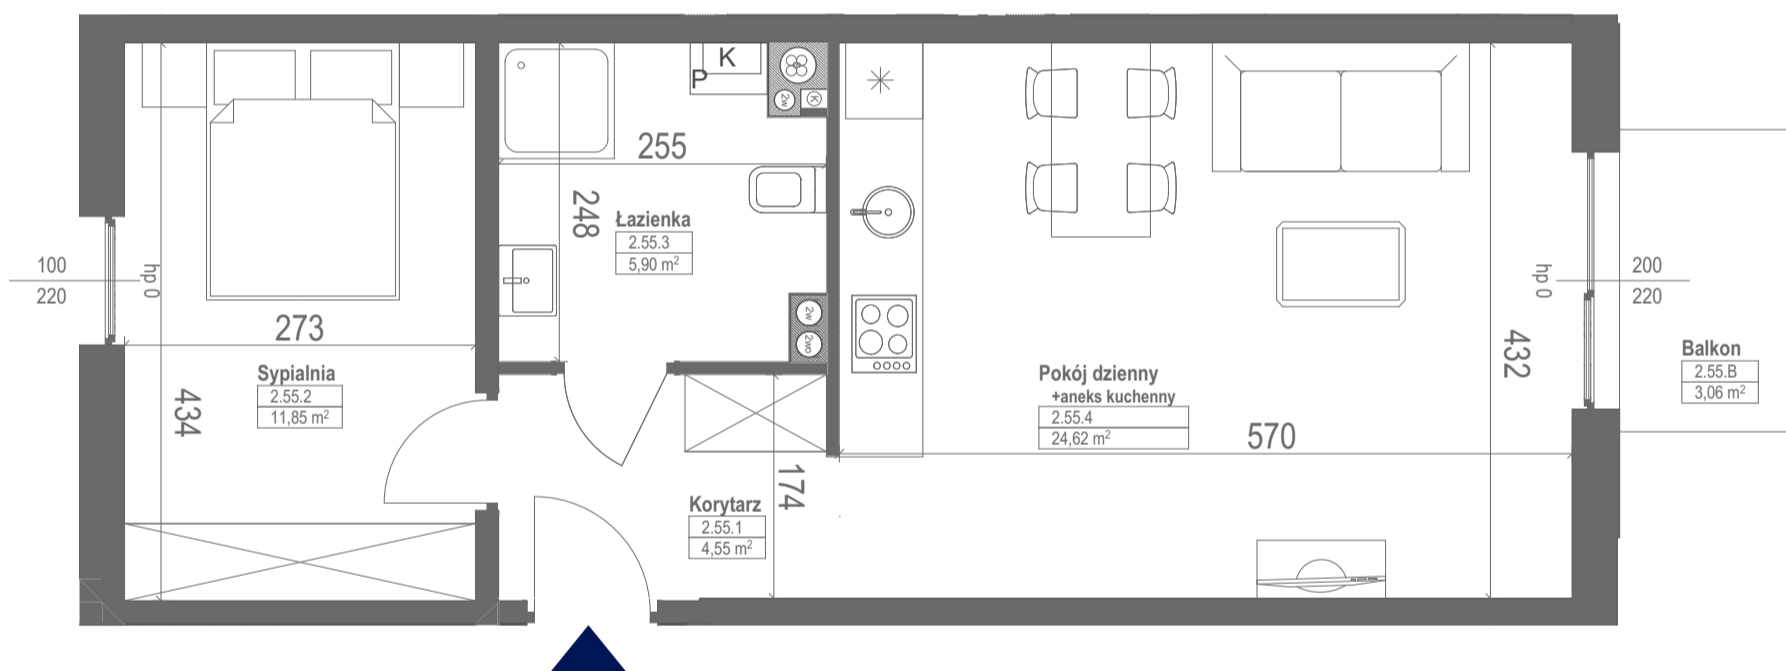 K
P
2w
K
255
248
Łazienka
2.55.3
5,90 m²
100
220
hp 0
273
Sypialnia
2.55.2
11,85 m²
434
2w
2wo
174
Korytarz
2.55.1
4,55 m²
Pokój dzienny
+aneks kuchenny
2.55.4
24,62 m²
570
432
hp 0
200
220
Balkon
2.55.B
3,06 m²